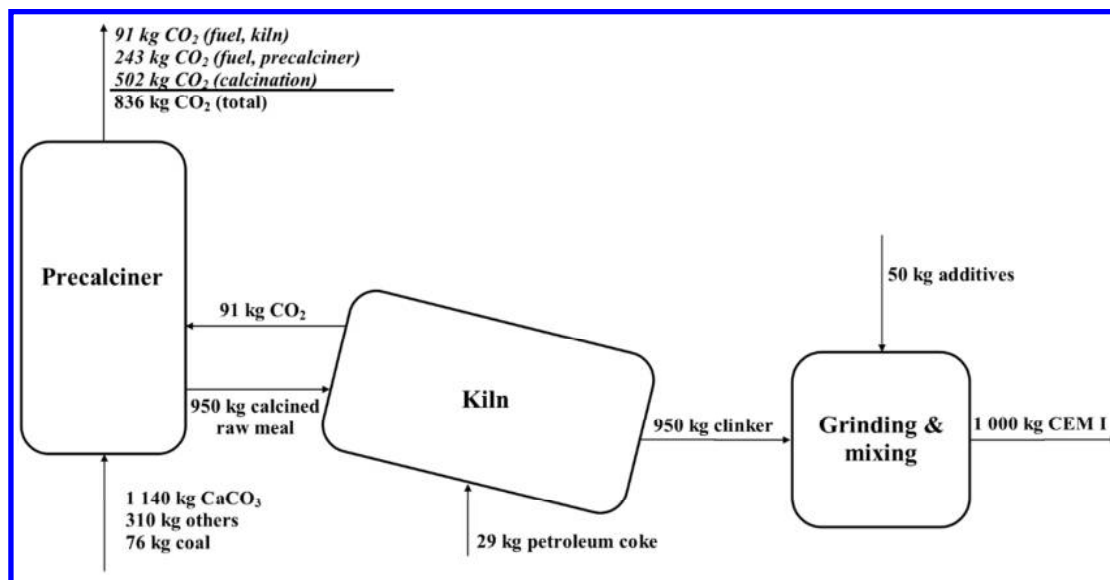 91 kg CO₂ (fuel, kiln)
243 kg CO₂ (fuel, precalciner)
502 kg CO₂ (calcination)
836 kg CO₂ (total)
Precalciner
91 kg CO₂
950 kg calcined
raw meal
1 140 kg CaCO₃
310 kg others
76 kg coal
Kiln
29 kg petroleum coke
950 kg clinker
50 kg additives
Grinding &
mixing
1 000 kg CEM I